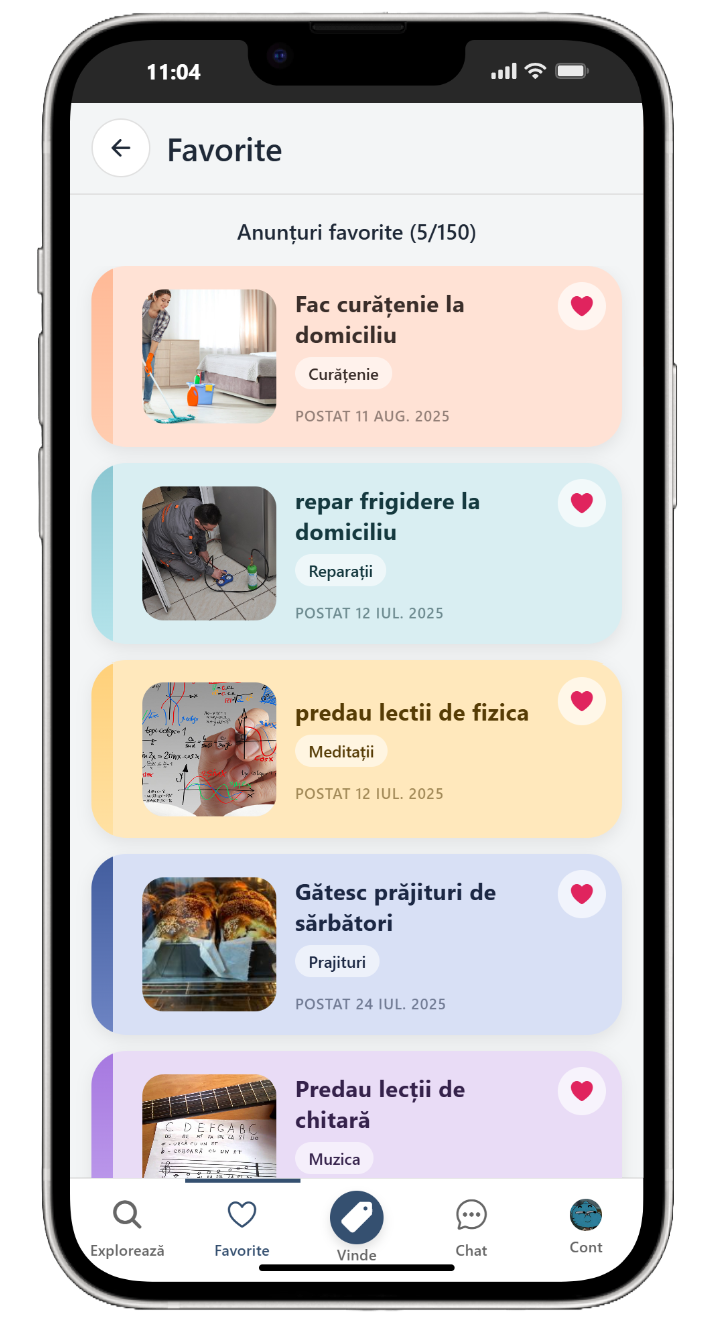 11:04
Favorite
Anunțuri favorite (5/150)
Fac curățenie la
domiciliu
Curățenie
POSTAT 11 AUG. 2025
repar frigidere la
domiciliu
Reparații
POSTAT 12 IUL. 2025
predau lectii de fizica
Meditații
POSTAT 12 IUL. 2025
Gătesc prăjituri de
sărbători
Prajituri
POSTAT 24 IUL. 2025
Predau lecții de
chitară
Muzica
C D E F G A B C
Explorează
Favorite
Vinde
Chat
Cont